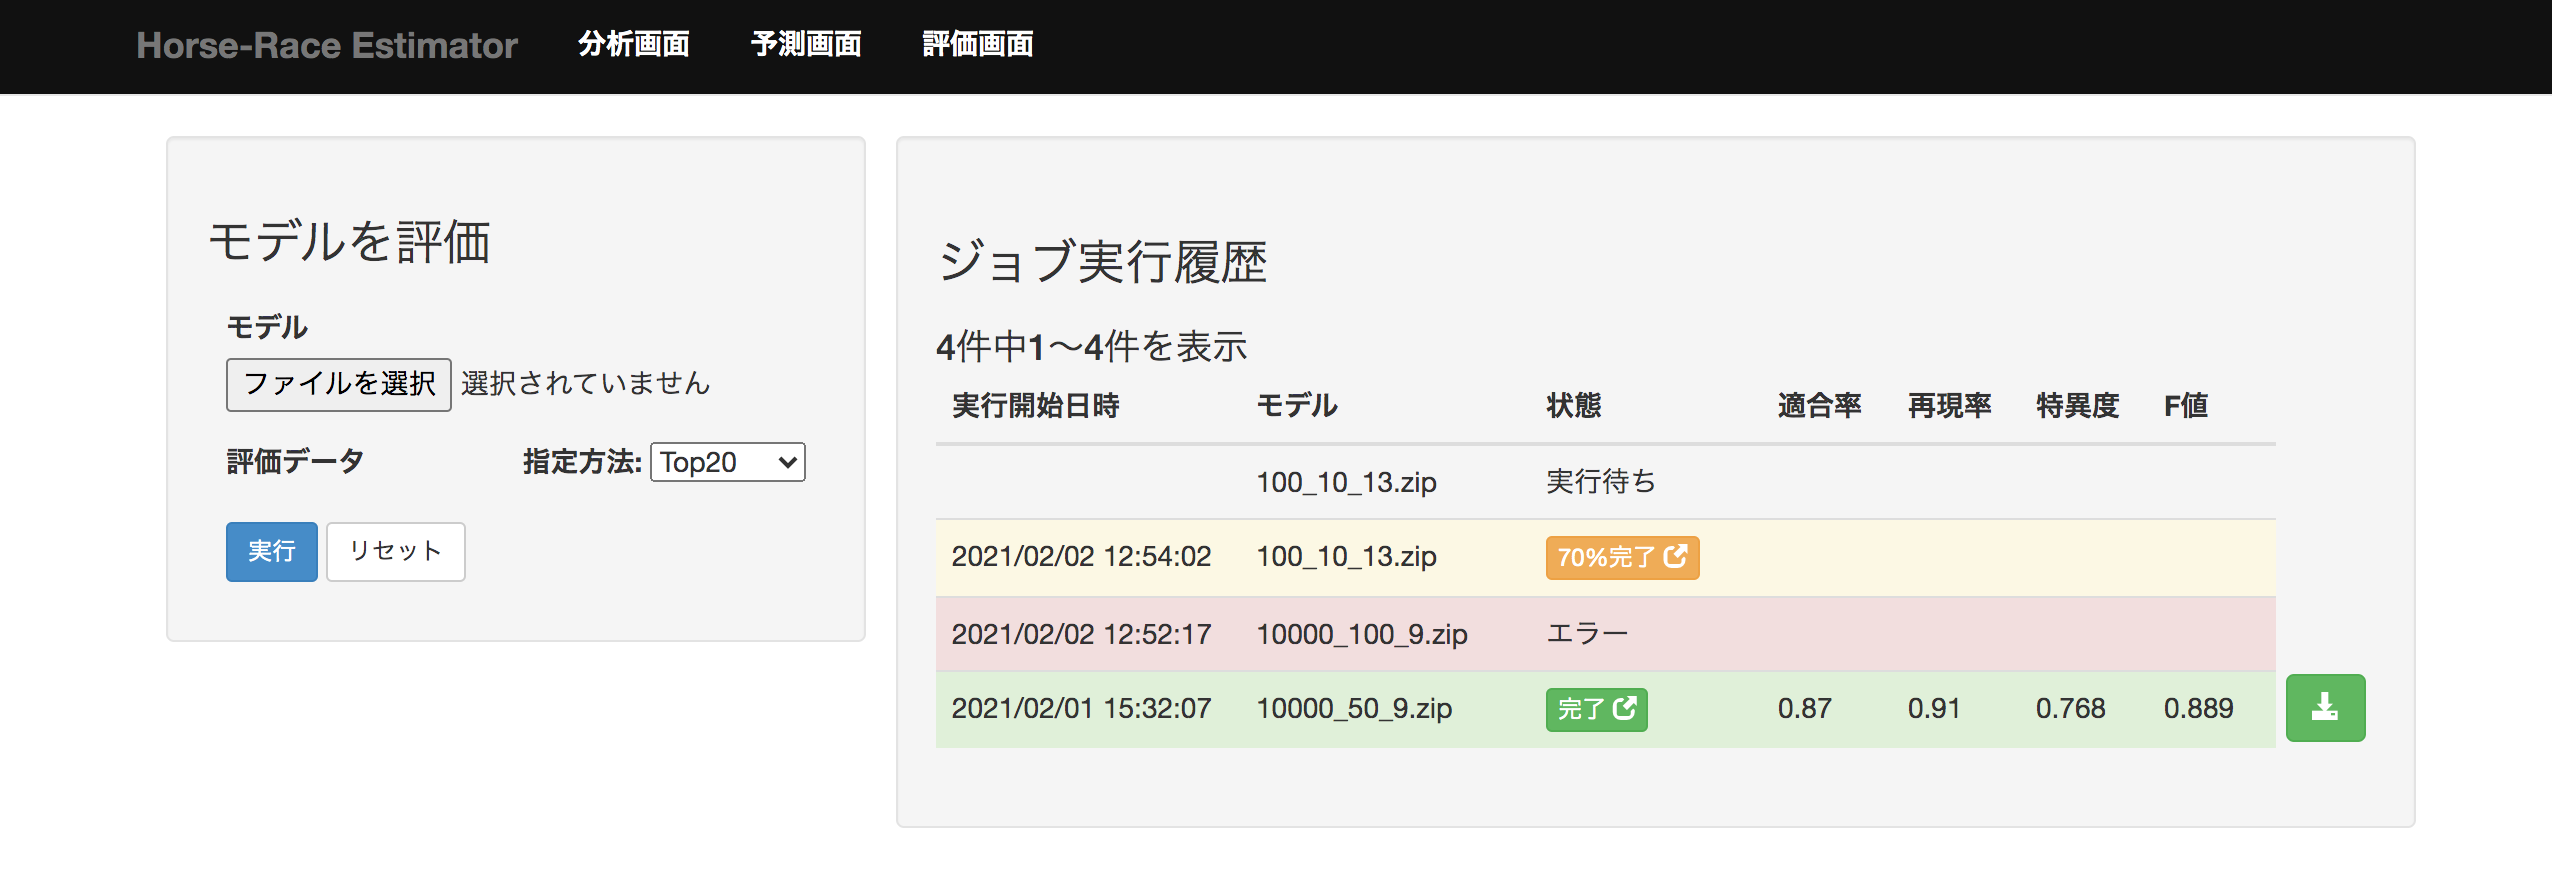 Horse-Race Estimator 分析画面 予測画面 評価画面
モデルを評価
モデル
ファイルを選択 選択されていません
評価データ 指定方法: Top20
実行 リセット
ジョブ実行履歴
4件中1〜4件を表示
実行開始日時 モデル 状態 適合率 再現率 特異度 F値
100_10_13.zip 実行待ち
2021/02/02 12:54:02 100_10_13.zip 70%完了
2021/02/02 12:52:17 10000_100_9.zip エラー
2021/02/01 15:32:07 10000_50_9.zip 完了 0.87 0.91 0.768 0.889